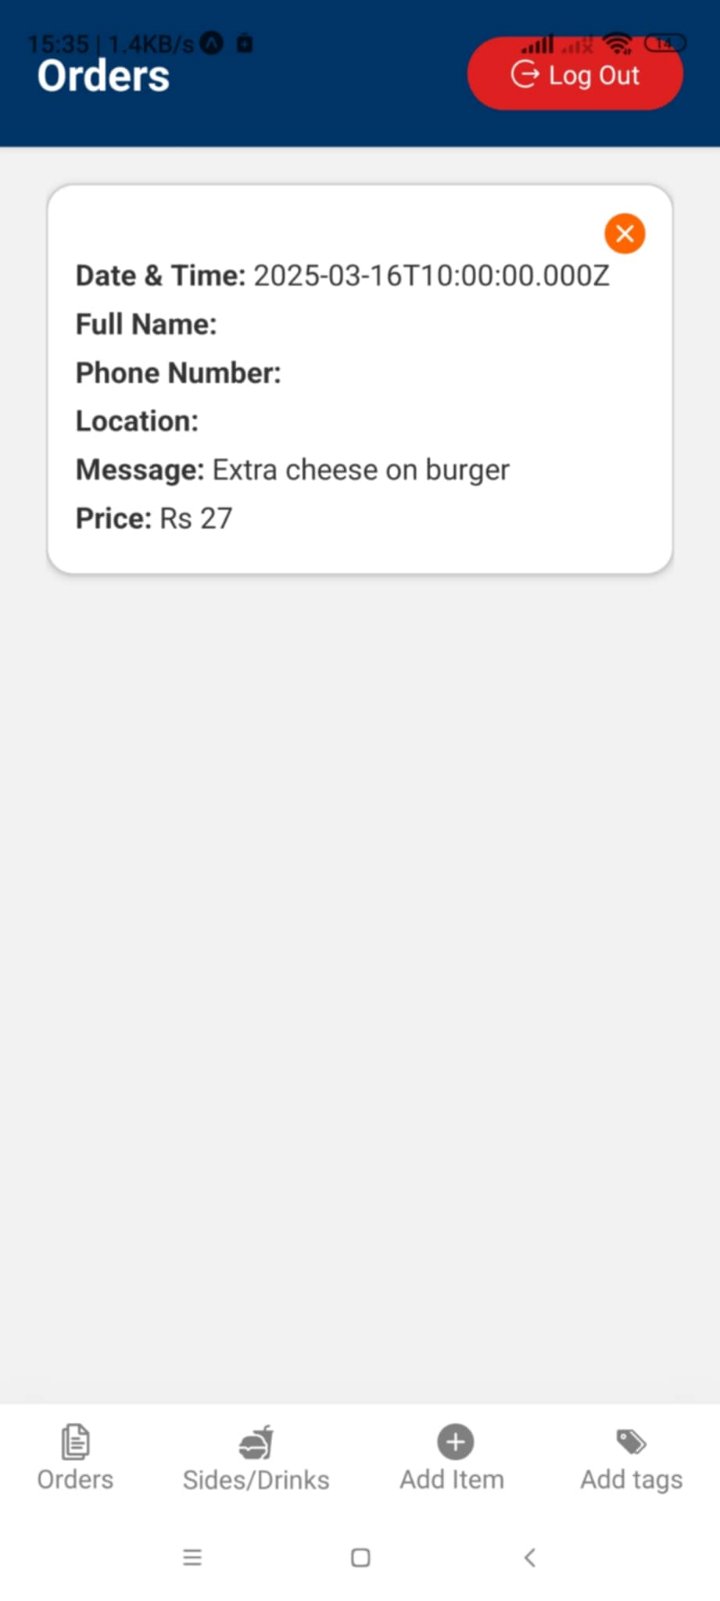 15:35 | 1.4KB/s
Orders
Log Out
14
Date & Time: 2025-03-16T10:00:00.000Z
Full Name:
Phone Number:
Location:
Message: Extra cheese on burger
Price: Rs 27
Orders
Sides/Drinks
Add Item
Add tags